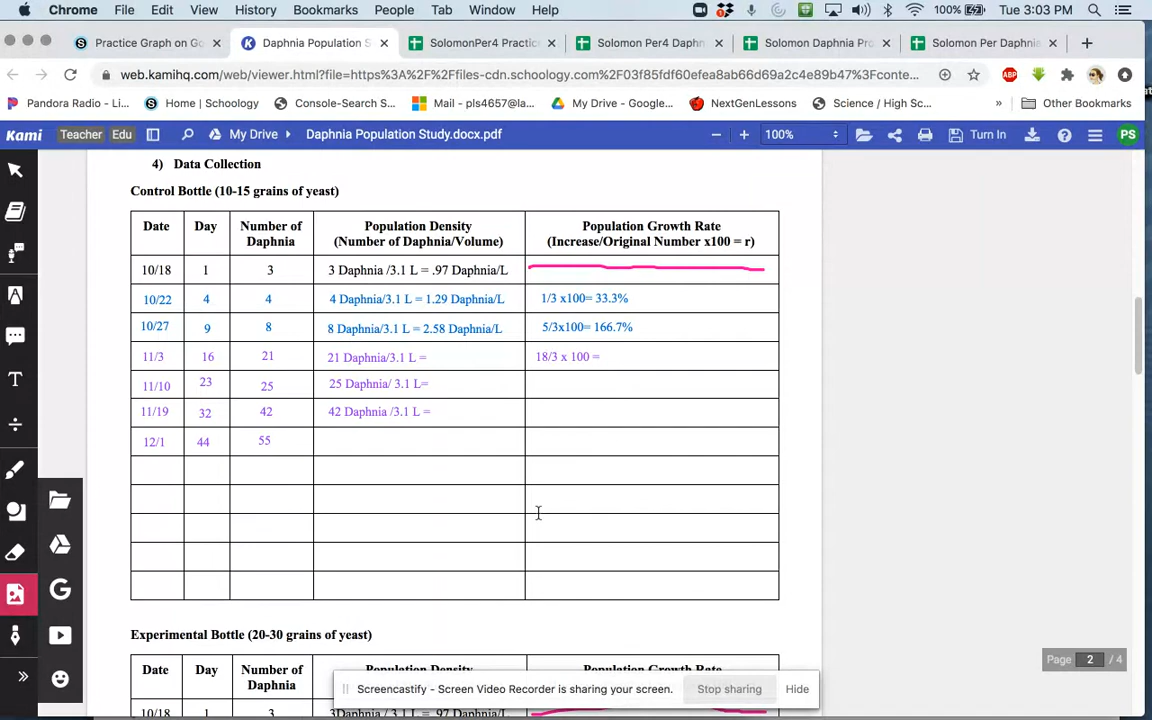 Chrome File Edit View History Bookmarks People Tab Window Help 100% Tue 3:03 PM
Practice Graph on Go × Daphnia Population S × SolomonPer4 Practic × Solomon Per4 Daphn × Solomon Daphnia Pro × Solomon Per Daphnia × +
web.kamihq.com/web/viewer.html?file=https%3A%2F%2Ffiles-cdn.schoology.com%2F03f85fdf60efea8ab66d69a2c4e89b47%3Fconte...
ABP
Pandora Radio - Li... Home | Schoology Console-Search S... Mail - pls4657@la... My Drive - Google... NextGenLessons Science / High Sc... » Other Bookmarks
Kami Teacher Edu My Drive Daphnia Population Study.docx.pdf − + 100% Turn In PS
4) Data Collection
Control Bottle (10-15 grains of yeast)
Date Day Number of Daphnia Population Density (Number of Daphnia/Volume) Population Growth Rate (Increase/Original Number x100 = r)
10/18 1 3 3 Daphnia /3.1 L = .97 Daphnia/L
10/22 4 4 4 Daphnia/3.1 L = 1.29 Daphnia/L 1/3 x100= 33.3%
10/27 9 8 8 Daphnia/3.1 L = 2.58 Daphnia/L 5/3x100= 166.7%
11/3 16 21 21 Daphnia/3.1 L = 18/3 x 100 =
11/10 23 25 25 Daphnia/ 3.1 L=
11/19 32 42 42 Daphnia /3.1 L =
12/1 44 55
Experimental Bottle (20-30 grains of yeast)
Date Day Number of Daphnia Population Density Population Growth Rate
10/18 1 3 3Daphnia / 3.1 L = .97 Daphnia/L
Page 2 / 4
Screencastify - Screen Video Recorder is sharing your screen. Stop sharing Hide